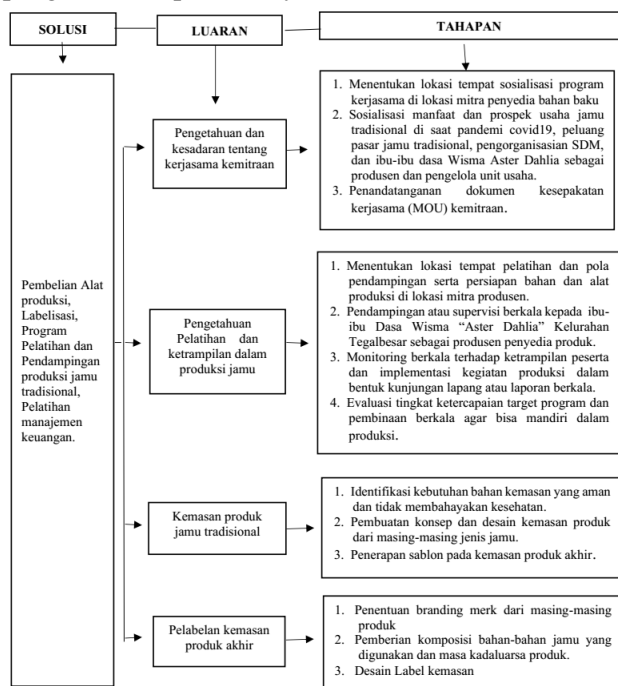 SOLUSI
LUARAN
TAHAPAN
Pembelian Alat
produksi,
Labelisasi,
Program
Pelatihan dan
Pendampingan
produksi jamu
tradisional,
Pelatihan
manajemen
keuangan.
Pengetahuan dan
kesadaran tentang
kerjasama kemitraan
1. Menentukan lokasi tempat sosialisasi program
kerjasama di lokasi mitra penyedia bahan baku
2. Sosialisasi manfaat dan prospek usaha jamu
tradisional di saat pandemi covid19, peluang
pasar jamu tradisional, pengorganisasian SDM,
dan ibu-ibu dasa Wisma Aster Dahlia sebagai
produsen dan pengelola unit usaha.
3. Penandatanganan dokumen kesepakatan
kerjasama (MOU) kemitraan.
Pengetahuan
Pelatihan dan
ketrampilan dalam
produksi jamu
1. Menentukan lokasi tempat pelatihan dan pola
pendampingan serta persiapan bahan dan alat
produksi di lokasi mitra produsen.
2. Pendampingan atau supervisi berkala kepada ibu-
ibu Dasa Wisma “Aster Dahlia” Kelurahan
Tegalbesar sebagai produsen penyedia produk.
3. Monitoring berkala terhadap ketrampilan peserta
dan implementasi kegiatan produksi dalam
bentuk kunjungan lapang atau laporan berkala.
4. Evaluasi tingkat ketercapaian target program dan
pembinaan berkala agar bisa mandiri dalam
produksi.
Kemasan produk
jamu tradisional
1. Identifikasi kebutuhan bahan kemasan yang aman
dan tidak membahayakan kesehatan.
2. Pembuatan konsep dan desain kemasan produk
dari masing-masing jenis jamu.
3. Penerapan sablon pada kemasan produk akhir.
Pelabelan kemasan
produk akhir
1. Penentuan branding merk dari masing-masing
produk
2. Pemberian komposisi bahan-bahan jamu yang
digunakan dan masa kadaluarsa produk.
3. Desain Label kemasan